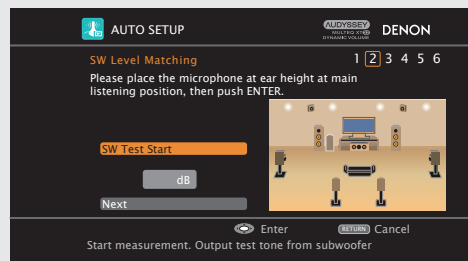 AUTO SETUP
AUDYSSEY
MULTEQ XT32
DYNAMIC VOLUME
DENON
SW Level Matching
1 2 3 4 5 6
Please place the microphone at ear height at main
listening position, then push ENTER.
SW Test Start
dB
Next
Enter
RETURN Cancel
Start measurement. Output test tone from subwoofer